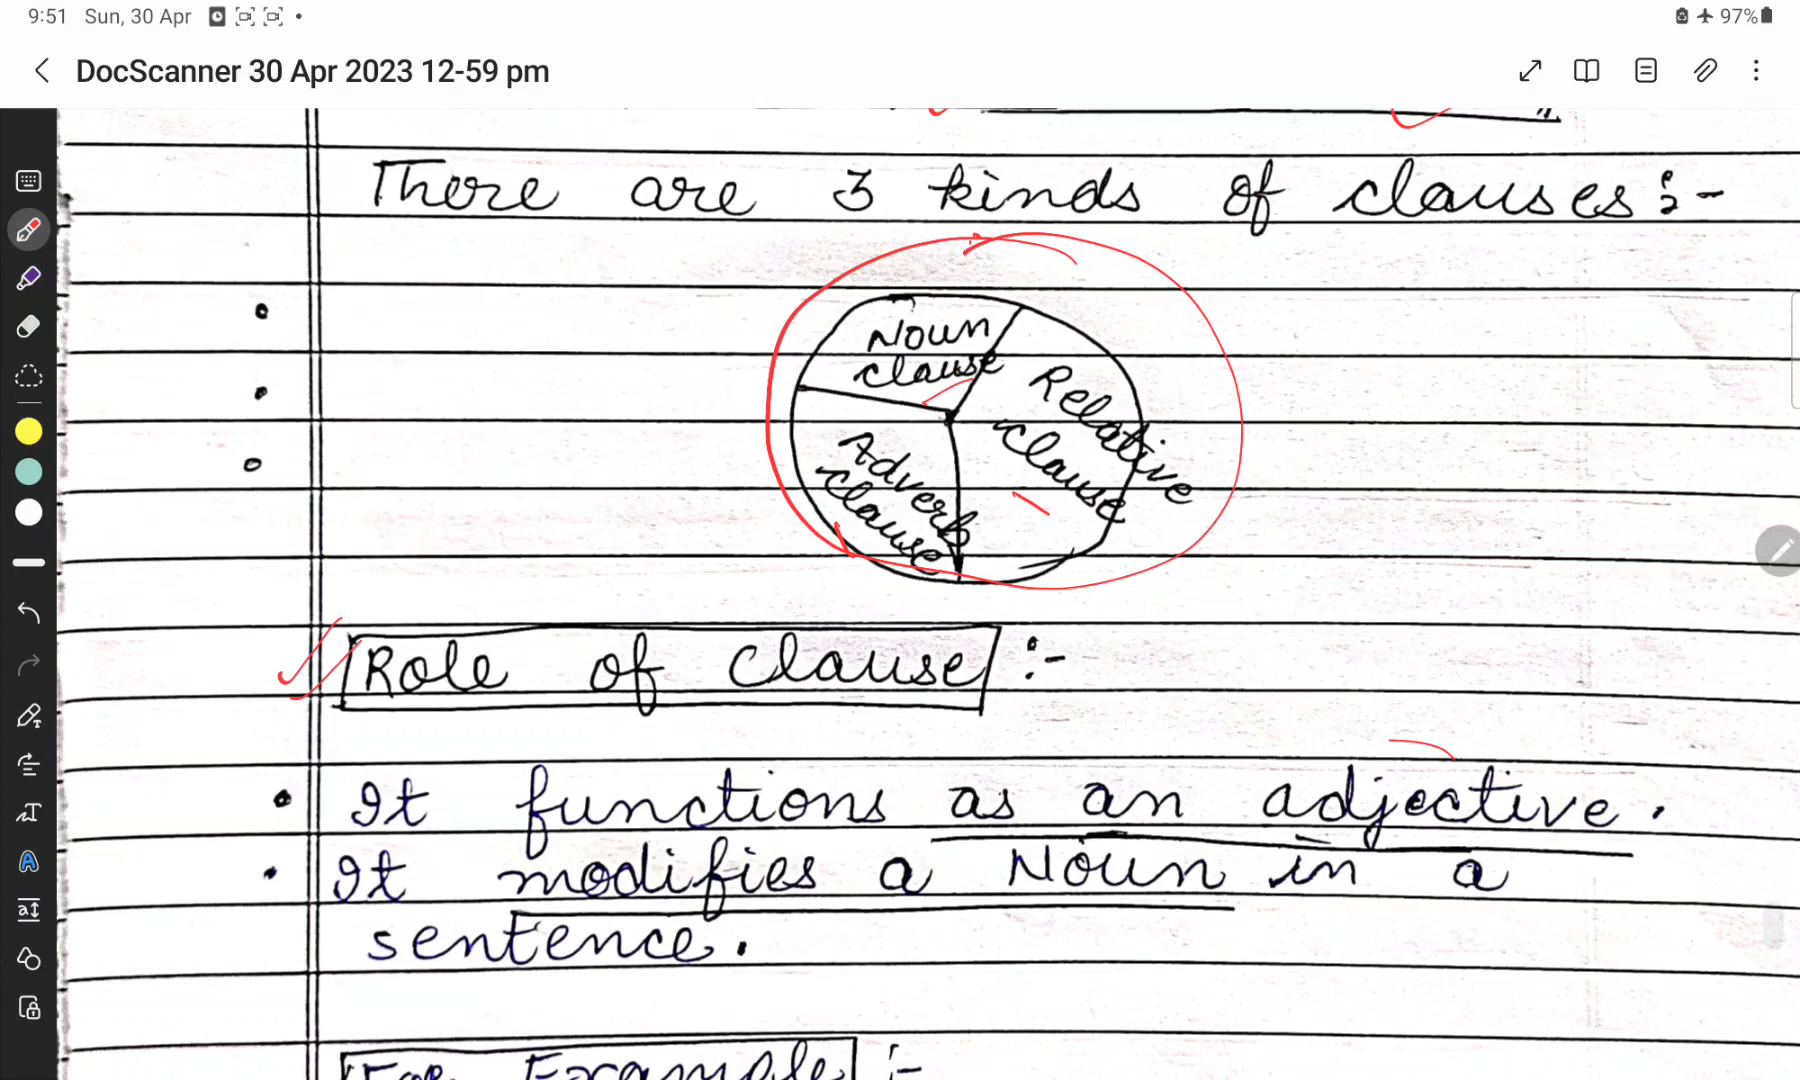 9:51 Sun, 30 Apr
97%
DocScanner 30 Apr 2023 12-59 pm
There are 3 kinds of clauses :-
Noun
clause
Relative
clause
Adverb
clause
Role of clause :-
It functions as an adjective.
It modifies a Noun in a
sentence.
For Example :-